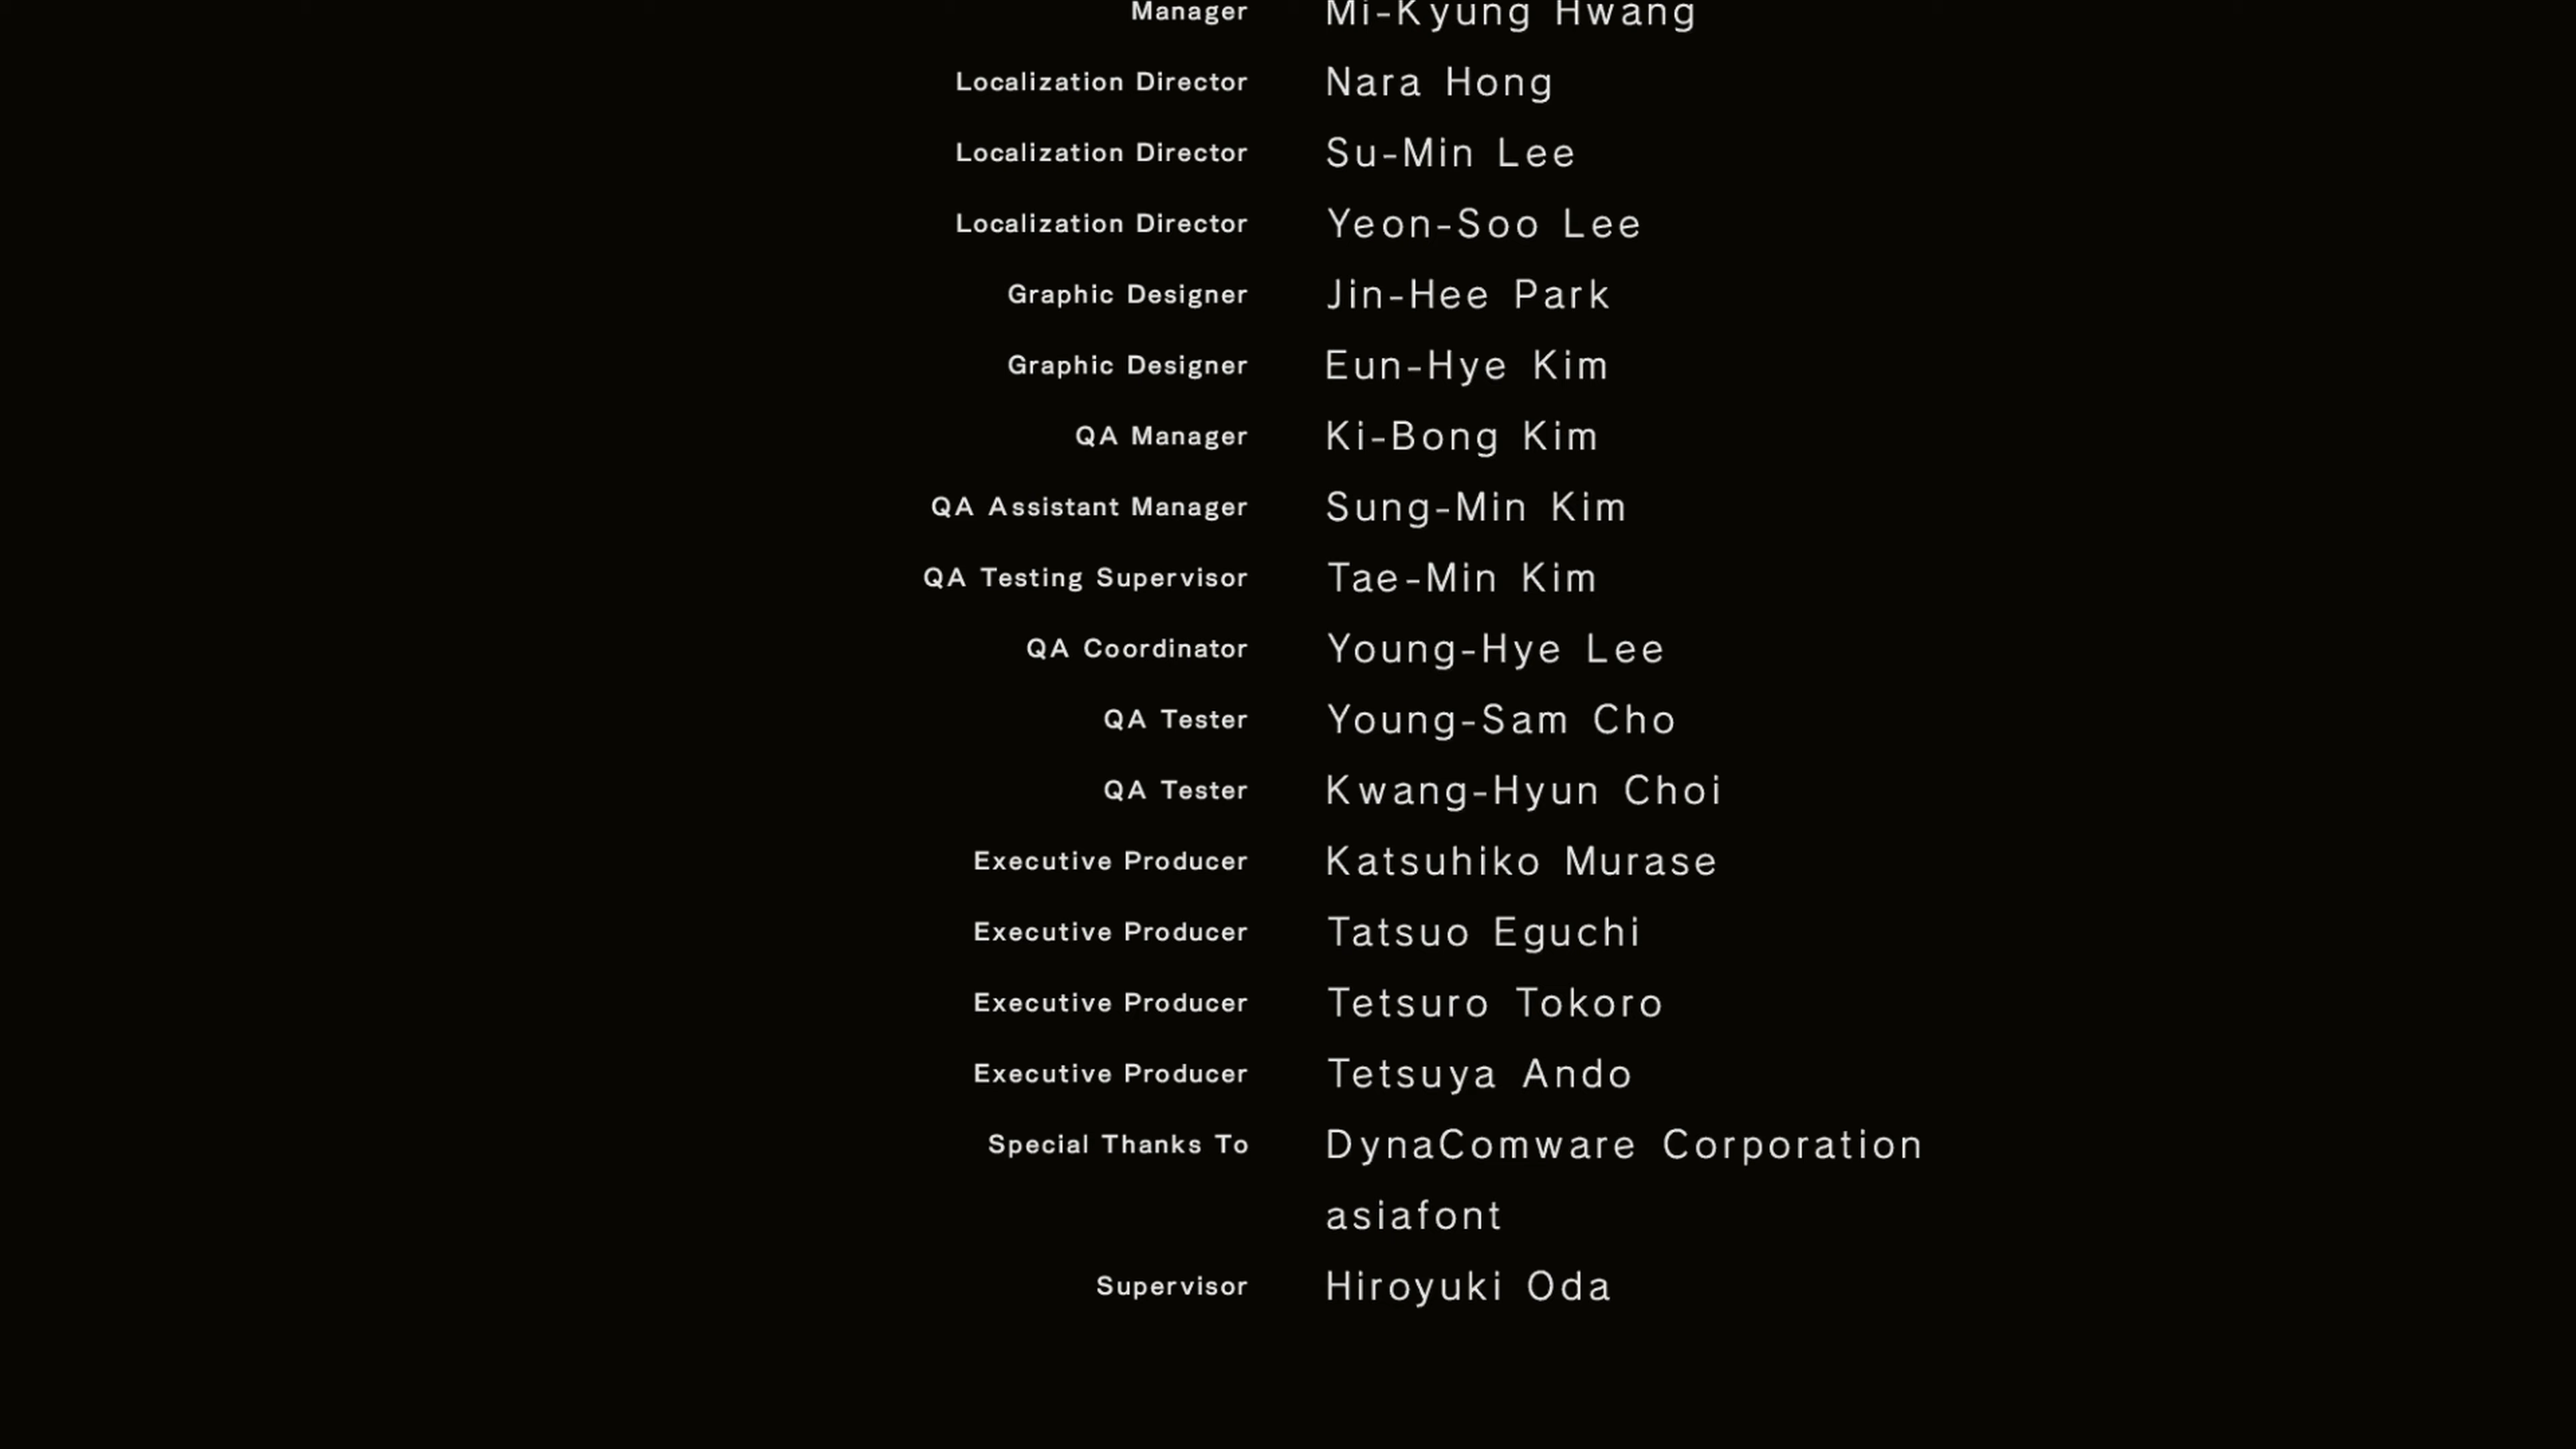 Manager Mi-Kyung Hwang
Localization Director Nara Hong
Localization Director Su-Min Lee
Localization Director Yeon-Soo Lee
Graphic Designer Jin-Hee Park
Graphic Designer Eun-Hye Kim
QA Manager Ki-Bong Kim
QA Assistant Manager Sung-Min Kim
QA Testing Supervisor Tae-Min Kim
QA Coordinator Young-Hye Lee
QA Tester Young-Sam Cho
QA Tester Kwang-Hyun Choi
Executive Producer Katsuhiko Murase
Executive Producer Tatsuo Eguchi
Executive Producer Tetsuro Tokoro
Executive Producer Tetsuya Ando
Special Thanks To DynaComware Corporation
asiafont
Supervisor Hiroyuki Oda